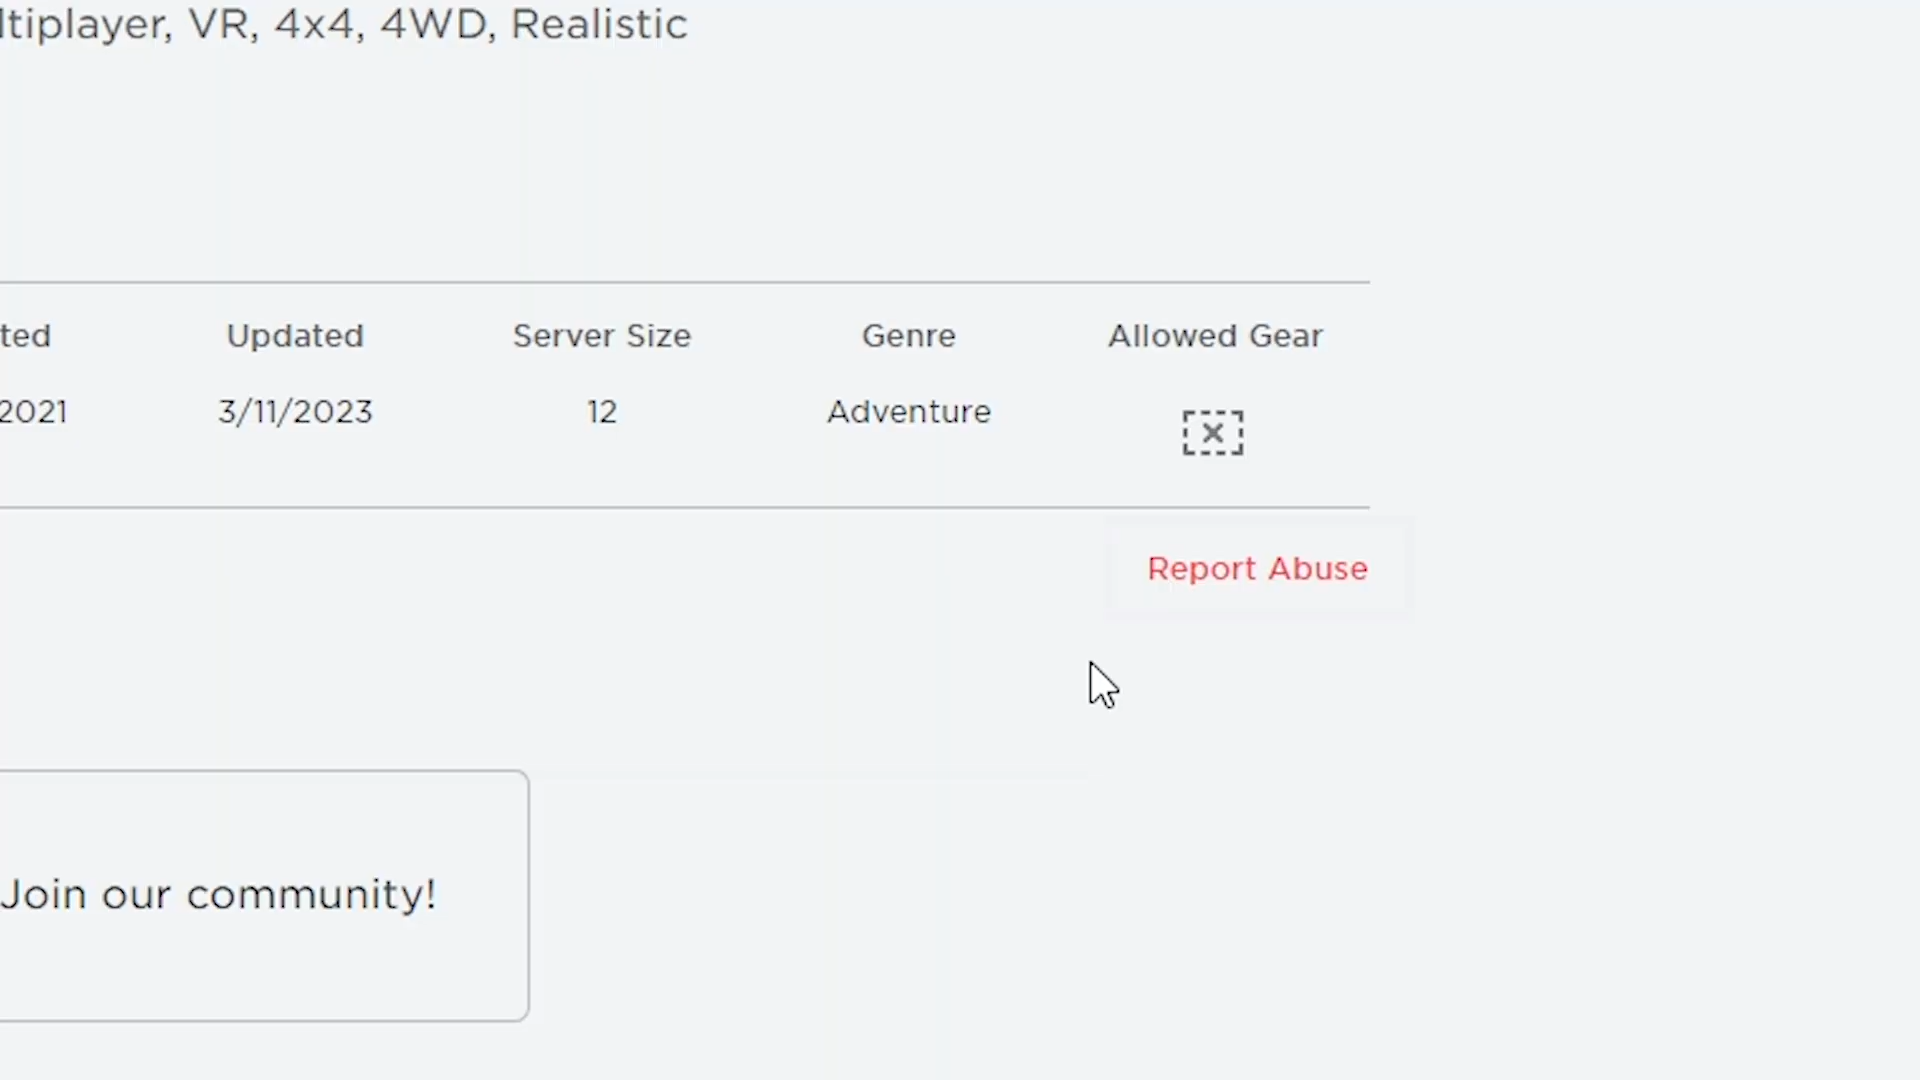 ltiplayer, VR, 4x4, 4WD, Realistic
ted Updated Server Size Genre Allowed Gear
2021 3/11/2023 12 Adventure
Report Abuse
Join our community!